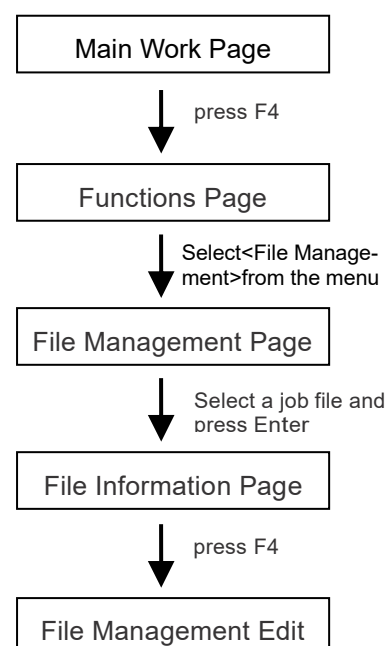 Main Work Page
press F4
Functions Page
Select<File Manage-
ment>from the menu
File Management Page
Select a job file and
press Enter
File Information Page
press F4
File Management Edit